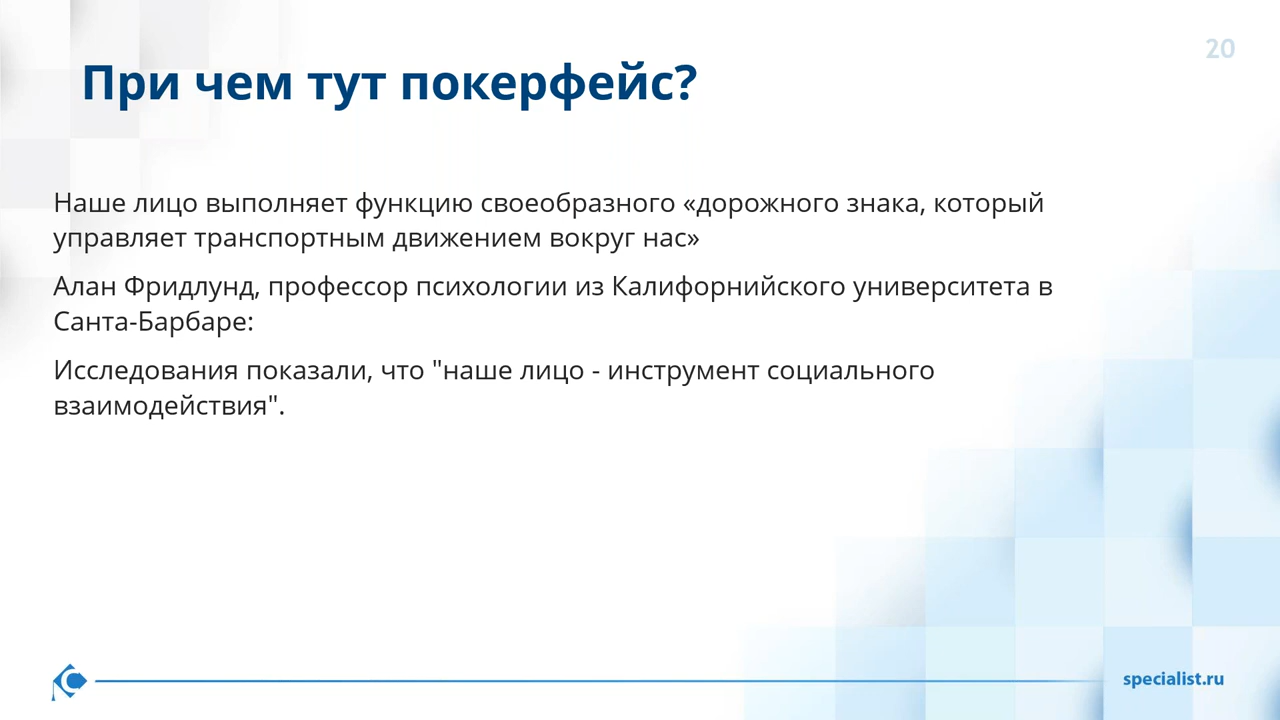 20
При чем тут покерфейс?
Наше лицо выполняет функцию своеобразного «дорожного знака, который
управляет транспортным движением вокруг нас»
Алан Фридлунд, профессор психологии из Калифорнийского университета в
Санта-Барбаре:
Исследования показали, что "наше лицо - инструмент социального
взаимодействия".
specialist.ru